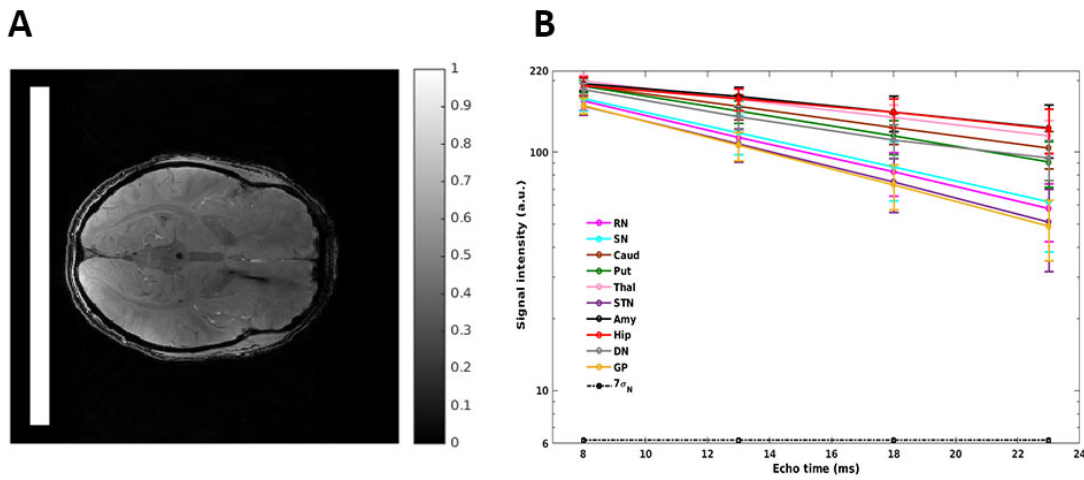 A
B
1
0.9
0.8
0.7
0.6
0.5
0.4
0.3
0.2
0.1
0
Signal intensity (a.u.)
220
100
10
6
RN
SN
Caud
Put
Thal
STN
Amy
Hip
DN
GP
7σN
8 10 12 14 16 18 20 22 24
Echo time (ms)